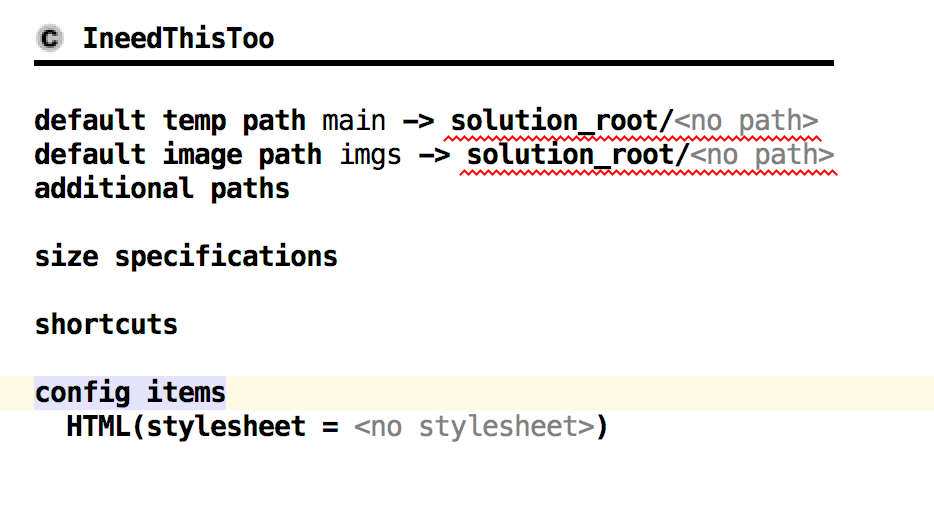 C IneedThisToo
default temp path main -> solution_root/<no path>
default image path imgs -> solution_root/<no path>
additional paths
size specifications
shortcuts
config items
HTML(stylesheet = <no stylesheet>)